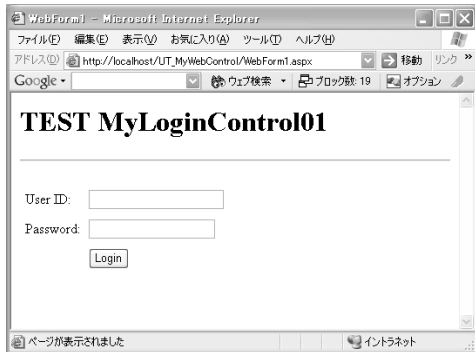 WebForm1 - Microsoft Internet Explorer
ファイル(F) 編集(E) 表示(V) お気に入り(A) ツール(T) ヘルプ(H)
アドレス(D) http://localhost/UT_MyWebControl/WebForm1.aspx 移動 リンク »
Google ウェブ検索 ブロック数: 19 オプション
TEST MyLoginControl01
User ID:
Password:
Login
ページが表示されました イントラネット